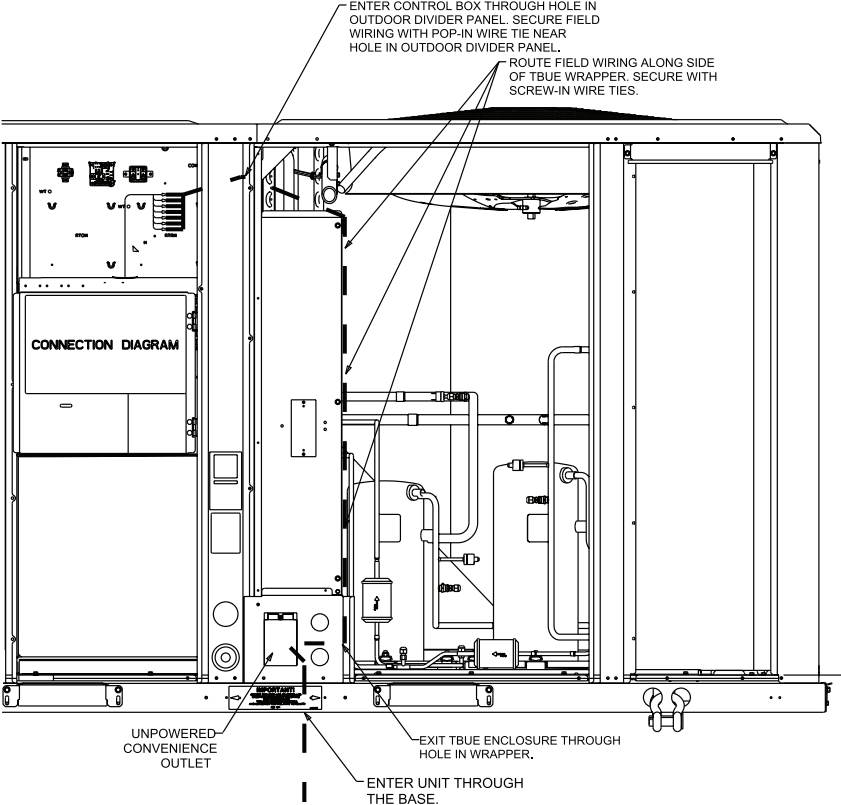 ENTER CONTROL BOX THROUGH HOLE IN
OUTDOOR DIVIDER PANEL. SECURE FIELD
WIRING WITH POP-IN WIRE TIE NEAR
HOLE IN OUTDOOR DIVIDER PANEL.
ROUTE FIELD WIRING ALONG SIDE
OF TBUE WRAPPER. SECURE WITH
SCREW-IN WIRE TIES.
CONNECTION DIAGRAM
IMPORTANT!
UNPOWERED
CONVENIENCE
OUTLET
EXIT TBUE ENCLOSURE THROUGH
HOLE IN WRAPPER.
ENTER UNIT THROUGH
THE BASE.